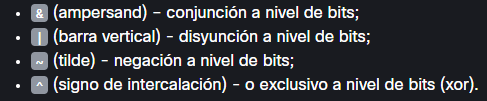 • & (ampersand) – conjunción a nivel de bits;
• | (barra vertical) – disyunción a nivel de bits;
• ~ (tilde) – negación a nivel de bits;
• ^ (signo de intercalación) – o exclusivo a nivel de bits (xor).